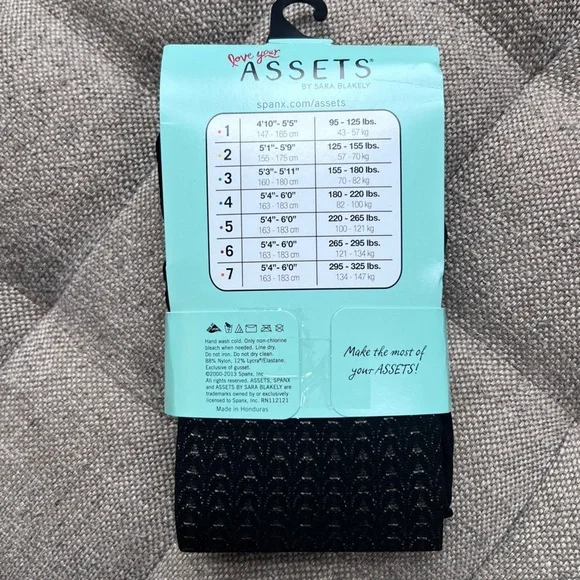 love your
ASSETS®
BY SARA BLAKELY
spanx.com/assets
1 4'10" - 5'5" 95 - 125 lbs.
147 - 165 cm 43 - 57 kg
2 5'1" - 5'9" 125 - 155 lbs.
155 - 175 cm 57 - 70 kg
3 5'3" - 5'11" 155 - 180 lbs.
160 - 180 cm 70 - 82 kg
4 5'4" - 6'0" 180 - 220 lbs.
163 - 183 cm 82 - 100 kg
5 5'4" - 6'0" 220 - 265 lbs.
163 - 183 cm 100 - 121 kg
6 5'4" - 6'0" 265 - 295 lbs.
163 - 183 cm 121 - 134 kg
7 5'4" - 6'0" 295 - 325 lbs.
163 - 183 cm 134 - 147 kg
Hand wash cold. Only non-chlorine
bleach when needed. Line dry.
Do not iron. Do not dry clean.
88% Nylon, 12% Lycra®/Elastane.
Exclusive of gusset.
©2000-2013 Spanx, Inc
All rights reserved. ASSETS, SPANX
and ASSETS BY SARA BLAKELY are
trademarks owned by or exclusively
licensed to Spanx, Inc. RN112121
Made in Honduras
Make the most of
your ASSETS!